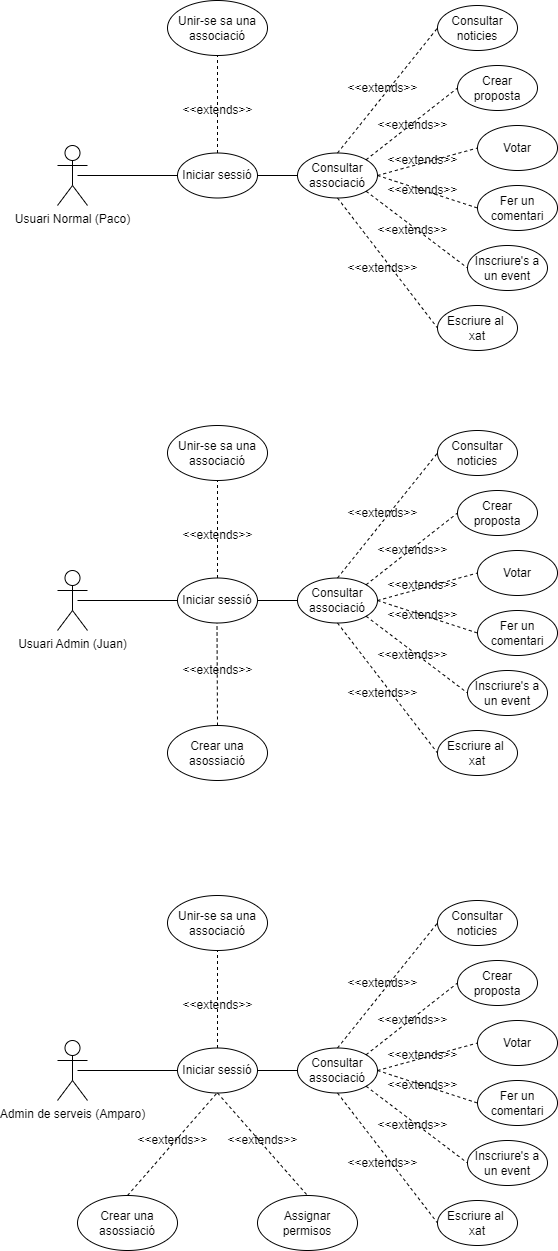 Unir-se sa una
associació
Consultar
noticies
<<extends>>
<<extends>>
Crear
proposta
<<extends>>
Votar
<<extends>>
Iniciar sessió
Consultar
associació
<<extends>>
Fer un
comentari
Usuari Normal (Paco)
<<extends>>
Inscriure's a
un event
<<extends>>
Escriure al
xat
Unir-se sa una
associació
Consultar
noticies
<<extends>>
<<extends>>
Crear
proposta
<<extends>>
Votar
<<extends>>
Iniciar sessió
Consultar
associació
<<extends>>
Fer un
comentari
Usuari Admin (Juan)
<<extends>>
<<extends>>
Inscriure's a
un event
<<extends>>
Crear una
asossiació
Escriure al
xat
Unir-se sa una
associació
Consultar
noticies
<<extends>>
<<extends>>
Crear
proposta
<<extends>>
Votar
<<extends>>
Iniciar sessió
Consultar
associació
<<extends>>
Fer un
comentari
Admin de serveis (Amparo)
<<extends>>
<<extends>>
<<extends>>
Inscriure's a
un event
<<extends>>
Crear una
asossiació
Assignar
permisos
Escriure al
xat